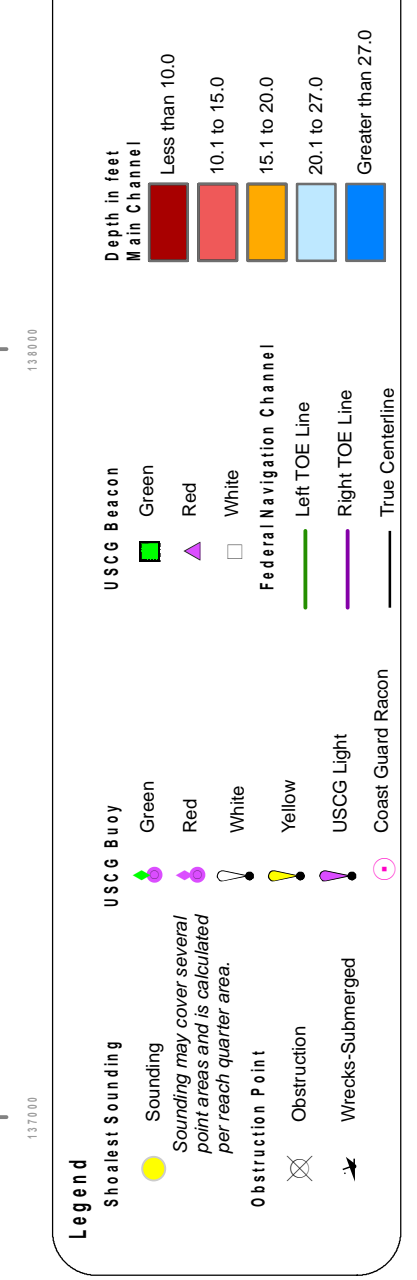 Legend
Shoalest Sounding
Sounding
Sounding may cover several
point areas and is calculated
per reach quarter area.
Obstruction Point
Obstruction
Wrecks-Submerged
USCG Buoy
Green
Red
White
Yellow
USCG Light
Coast Guard Racon
USCG Beacon
Green
Red
White
Federal Navigation Channel
Left TOE Line
Right TOE Line
True Centerline
Depth in feet
Main Channel
Less than 10.0
10.1 to 15.0
15.1 to 20.0
20.1 to 27.0
Greater than 27.0
137000
138000